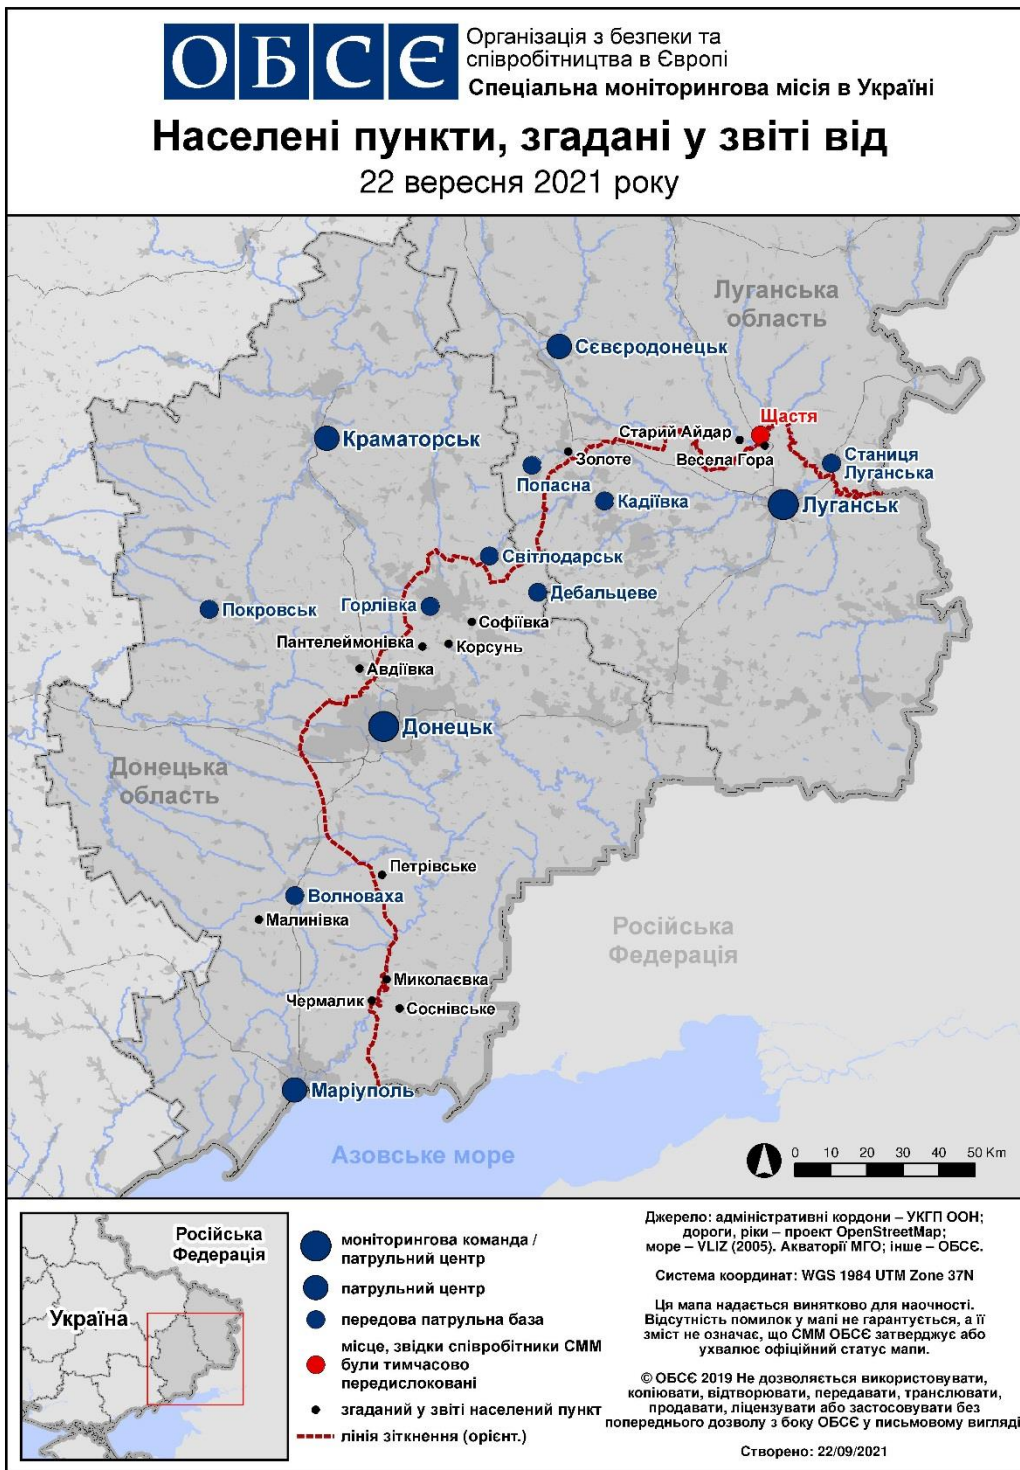 ОБСЄ
Організація з безпеки та
співробітництва в Європі
Спеціальна моніторингова місія в Україні
Населені пункти, згадані у звіті від
22 вересня 2021 року
Луганська
область
Сєвєродонецьк
Щастя
Старий Айдар
Краматорськ
Золоте
Весела Гора
Станиця
Луганська
Попасна
Кадіївка
Луганськ
Світлодарськ
Дебальцеве
Покровськ
Горлівка
Софіївка
Пантелеймонівка
Корсунь
Авдіївка
Донецьк
Донецька
область
Петрівське
Волноваха
Малинівка
Російська
Федерація
Миколаєвка
Чермалик
Соснівське
Маріуполь
Азовське море
0 10 20 30 40 50 Km
Російська
Федерація
Україна
моніторингова команда /
патрульний центр
патрульний центр
передова патрульна база
місце, звідки співробітники СММ
були тимчасово
передислоковані
згаданий у звіті населений пункт
лінія зіткнення (орієнт.)
Джерело: адміністративні кордони – УКГП ООН;
дороги, ріки – проект OpenStreetMap;
море – VLIZ (2005). Акваторії МГО; інше – ОБСЄ.
Система координат: WGS 1984 UTM Zone 37N
Ця мапа надається винятково для наочності.
Відсутність помилок у мапі не гарантується, а її
зміст не означає, що СММ ОБСЄ затверджує або
ухвалює офіційний статус мапи.
© ОБСЄ 2019 Не дозволяється використовувати,
копіювати, відтворювати, передавати, транслювати,
продавати, ліцензувати або застосовувати без
попереднього дозволу з боку ОБСЄ у письмовому вигляді
Створено: 22/09/2021